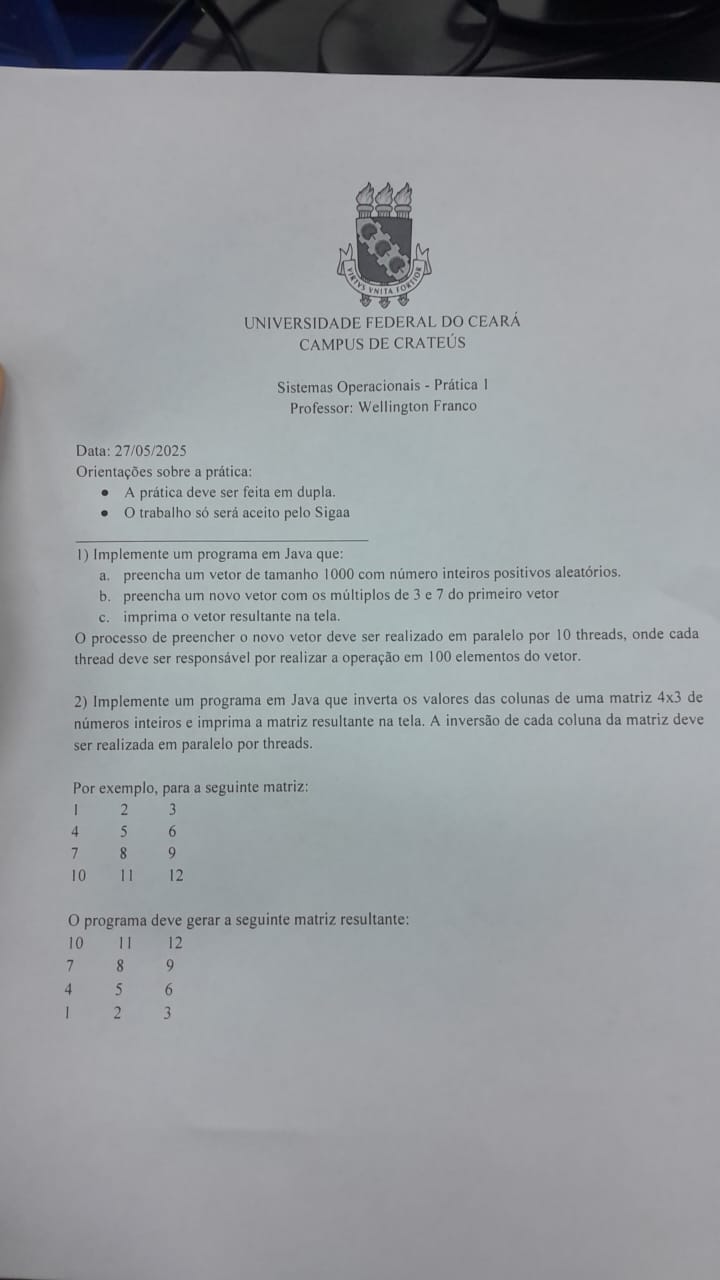 VIRTVS VNITA FORTIOR
UNIVERSIDADE FEDERAL DO CEARÁ
CAMPUS DE CRATEÚS
Sistemas Operacionais - Prática 1
Professor: Wellington Franco
Data: 27/05/2025
Orientações sobre a prática:
● A prática deve ser feita em dupla.
● O trabalho só será aceito pelo Sigaa
1) Implemente um programa em Java que:
a. preencha um vetor de tamanho 1000 com número inteiros positivos aleatórios.
b. preencha um novo vetor com os múltiplos de 3 e 7 do primeiro vetor
c. imprima o vetor resultante na tela.
O processo de preencher o novo vetor deve ser realizado em paralelo por 10 threads, onde cada
thread deve ser responsável por realizar a operação em 100 elementos do vetor.
2) Implemente um programa em Java que inverta os valores das colunas de uma matriz 4x3 de
números inteiros e imprima a matriz resultante na tela. A inversão de cada coluna da matriz deve
ser realizada em paralelo por threads.
Por exemplo, para a seguinte matriz:
1 2 3
4 5 6
7 8 9
10 11 12
O programa deve gerar a seguinte matriz resultante:
10 11 12
7 8 9
4 5 6
1 2 3